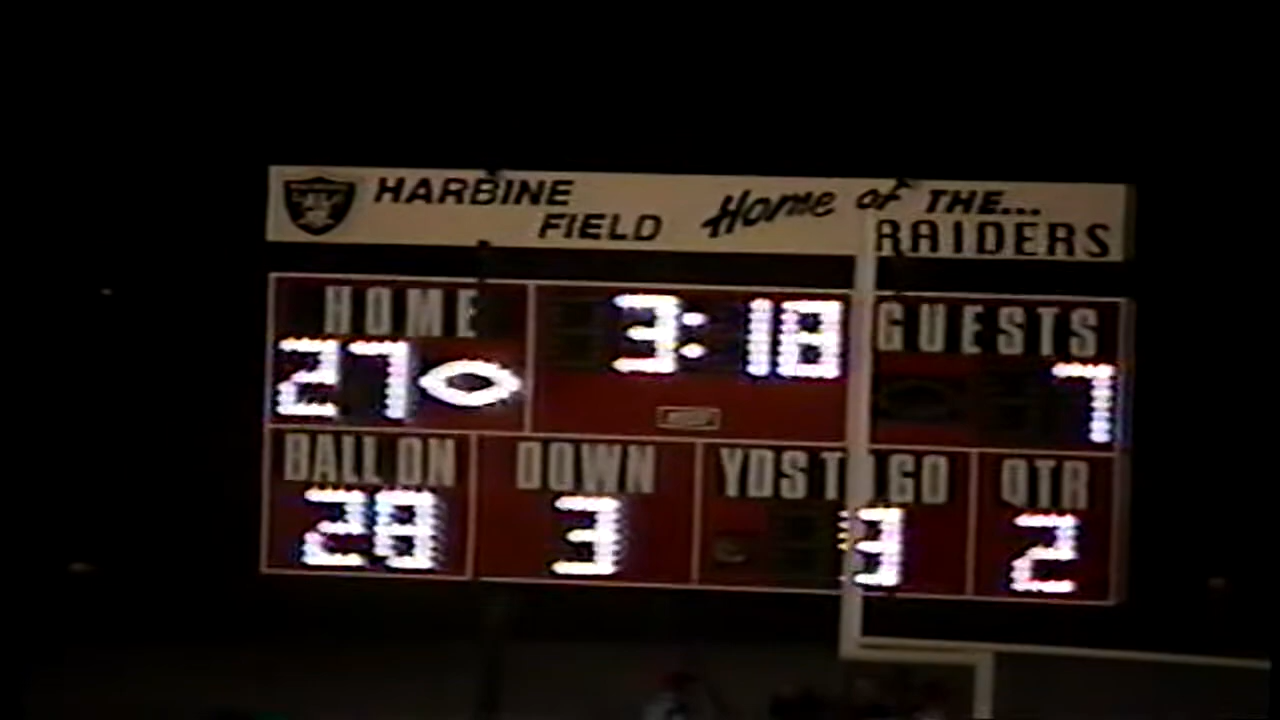 HARBINE
FIELD
Home of THE...
RAIDERS
HOME
3:18
GUESTS
27
7
BALL ON
DOWN
YDS TO GO
QTR
28
3
2